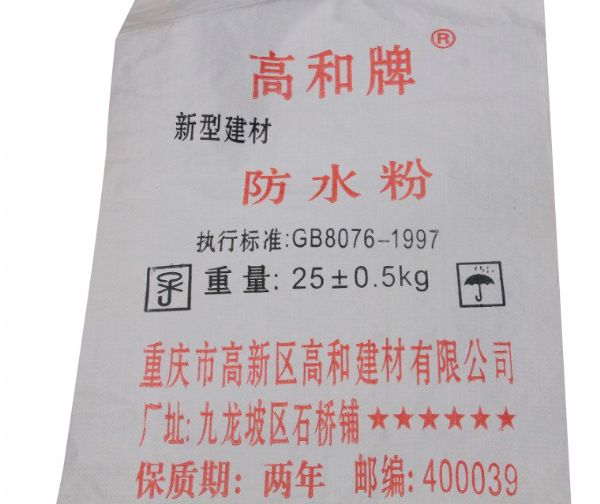 高和牌®
新型建材
防水粉
执行标准:GB8076-1997
重量:25±0.5kg
重庆市高新区高和建材有限公司
厂址:九龙坡区石桥铺★★★★★★
保质期:两年 邮编:400039